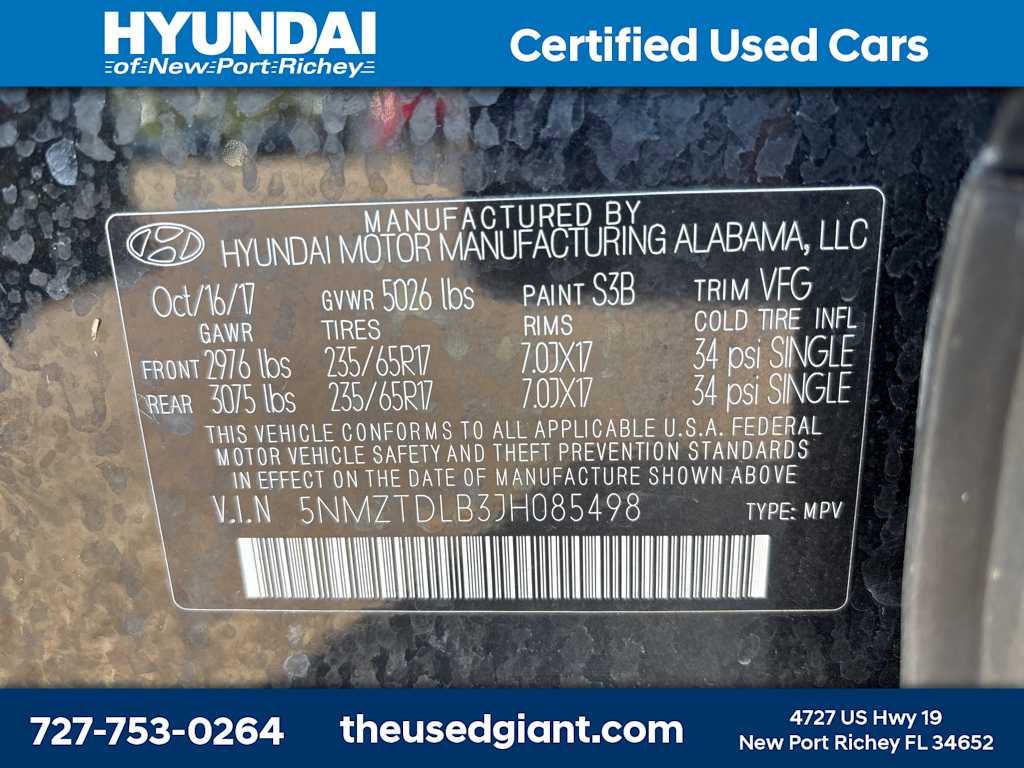 HYUNDAI
of New Port Richey
Certified Used Cars
MANUFACTURED BY
HYUNDAI MOTOR MANUFACTURING ALABAMA, LLC
Oct/16/17 GVWR 5026 lbs PAINT S3B TRIM VFG
GAWR TIRES RIMS COLD TIRE INFL
FRONT 2976 lbs 235/65R17 7.0JX17 34 psi SINGLE
REAR 3075 lbs 235/65R17 7.0JX17 34 psi SINGLE
THIS VEHICLE CONFORMS TO ALL APPLICABLE U.S.A. FEDERAL
MOTOR VEHICLE SAFETY AND THEFT PREVENTION STANDARDS
IN EFFECT ON THE DATE OF MANUFACTURE SHOWN ABOVE
V.I.N 5NMZTDLB3JH085498 TYPE: MPV
727-753-0264
theusedgiant.com
4727 US Hwy 19
New Port Richey FL 34652